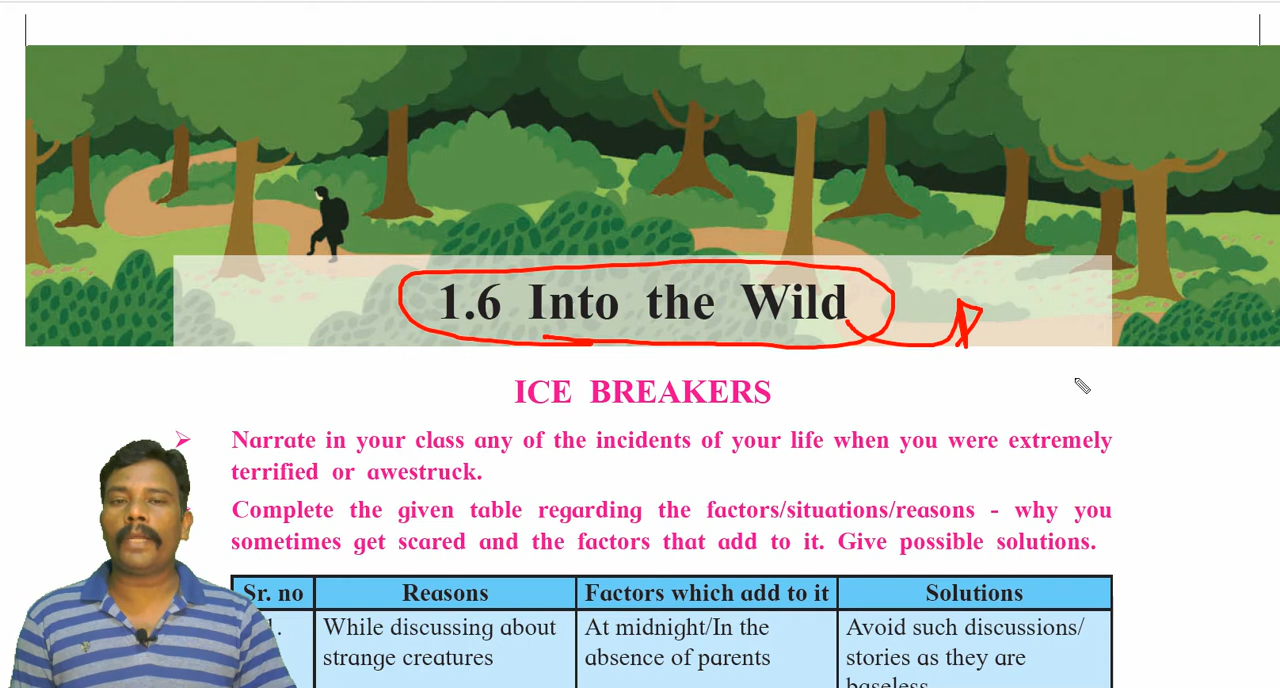 1.6 Into the Wild
ICE BREAKERS
Narrate in your class any of the incidents of your life when you were extremely
terrified or awestruck.
Complete the given table regarding the factors/situations/reasons - why you
sometimes get scared and the factors that add to it. Give possible solutions.
Sr. no Reasons Factors which add to it Solutions
1. While discussing about At midnight/In the Avoid such discussions/
strange creatures absence of parents stories as they are
baseless